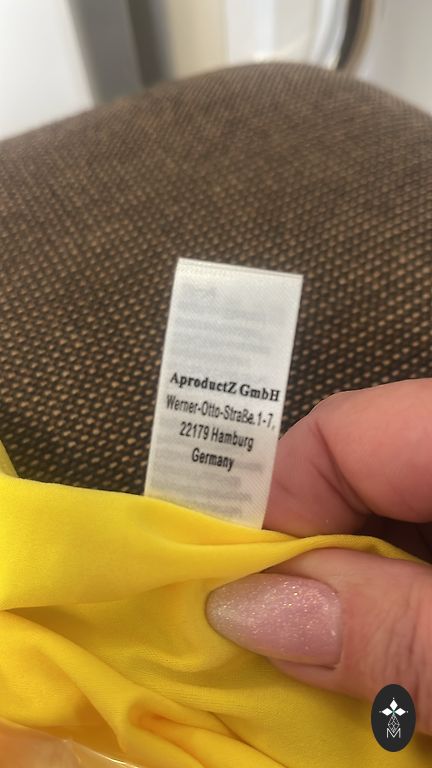 AproductZ GmbH
Werner-Otto-Straße.1-7,
22179 Hamburg
Germany